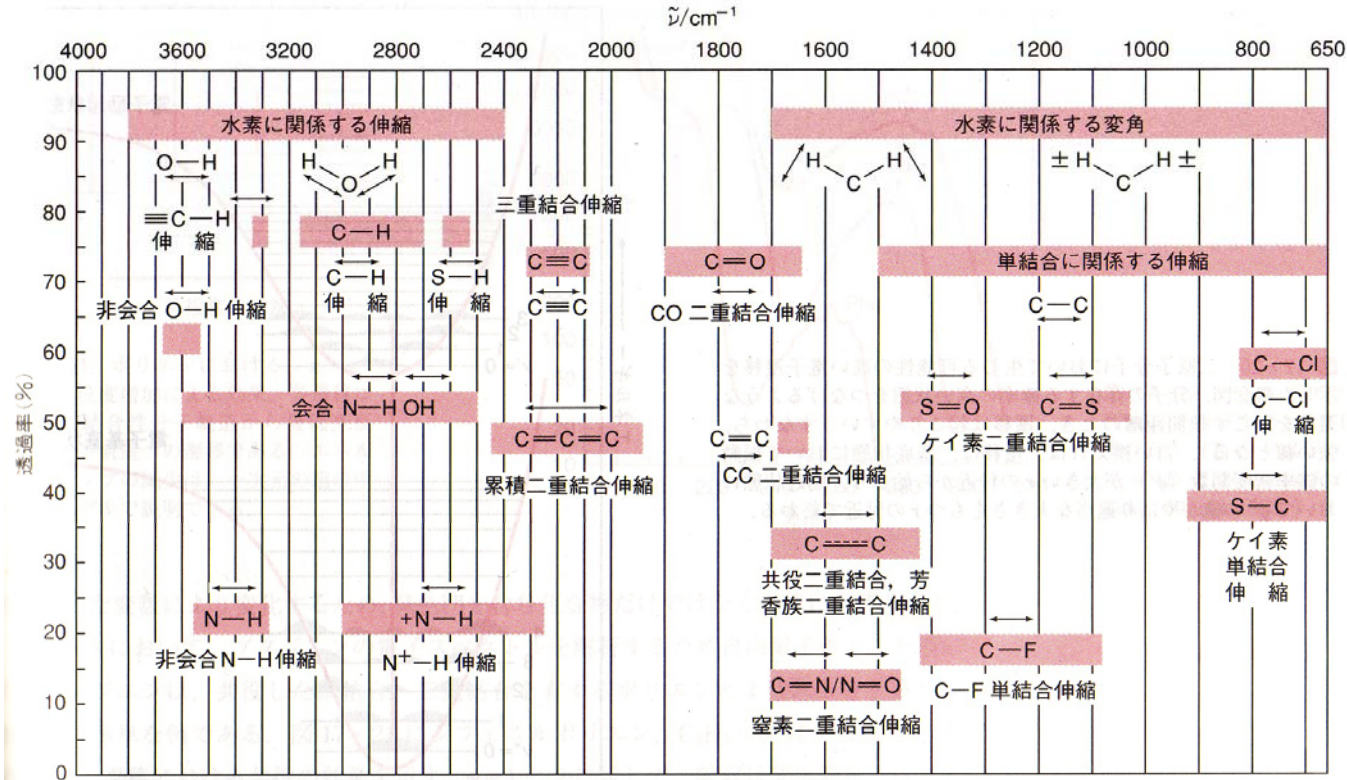 ν̃/cm⁻¹
4000 3600 3200 2800 2400 2000 1800 1600 1400 1200 1000 800 650
透過率(%)
100
90
80
70
60
50
40
30
20
10
0
水素に関係する伸縮
水素に関係する変角
O—H
H O H
H C H
± H C H ±
≡C—H
伸 縮
C—H
C—H
伸 縮
S—H
伸 縮
三重結合伸縮
C≡C
C≡C
C=O
CO 二重結合伸縮
単結合に関係する伸縮
C—C
非会合 O—H 伸縮
会合 N—H OH
C=C=C
累積二重結合伸縮
C=C
CC 二重結合伸縮
S=O
C=S
ケイ素二重結合伸縮
C—Cl
C—Cl
伸 縮
S—C
ケイ素
単結合
伸 縮
C C
共役二重結合，芳
香族二重結合伸縮
N—H
非会合N—H 伸縮
+N—H
N⁺—H 伸縮
C—F
C—F 単結合伸縮
C=N/N=O
窒素二重結合伸縮